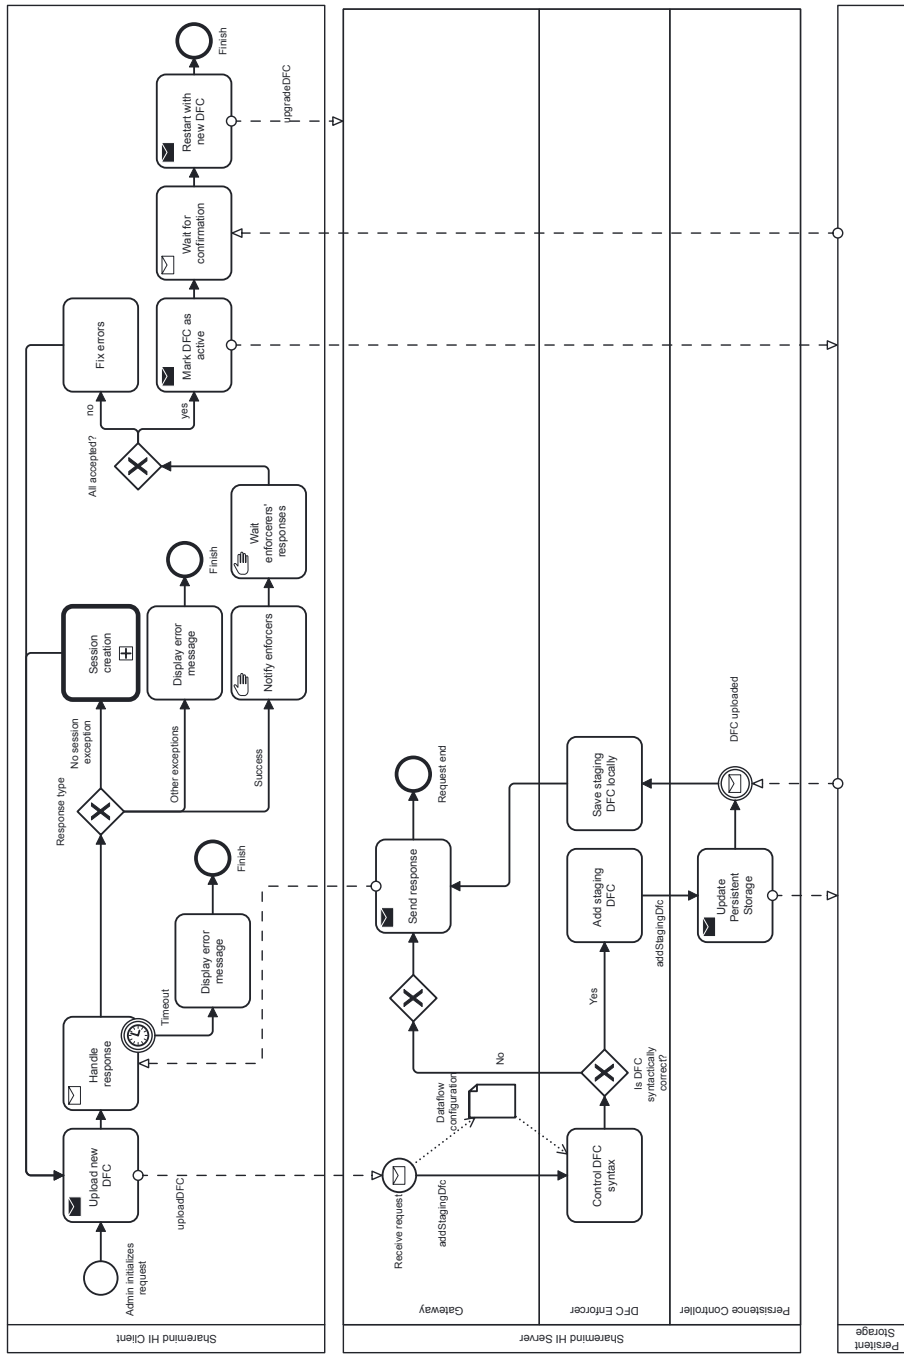 Sharemind HI Client
Admin initializes
request
Upload new
DFC
uploadDFC
Handle
response
Timeout
Display error
message
Finish
Response type
No session
exception
Other exceptions
Success
Session
creation
Display error
message
Finish
Notify enforcers
Wait
enforcerers'
responses
All accepted?
no
yes
Fix errors
Mark DFC as
active
Wait for
confirmation
Restart with
new DFC
Finish
upgradeDFC
Sharemind HI Server
Gateway
Receive request
addStagingDfc
Dataflow
configuration
No
Send response
Request end
DFC Enforcer
Control DFC
syntax
Is DFC
syntactically
correct?
Yes
Add staging
DFC
addStagingDfc
Save staging
DFC locally
Persistence Controller
Update
Persistent
Storage
DFC uploaded
Persitent
Storage